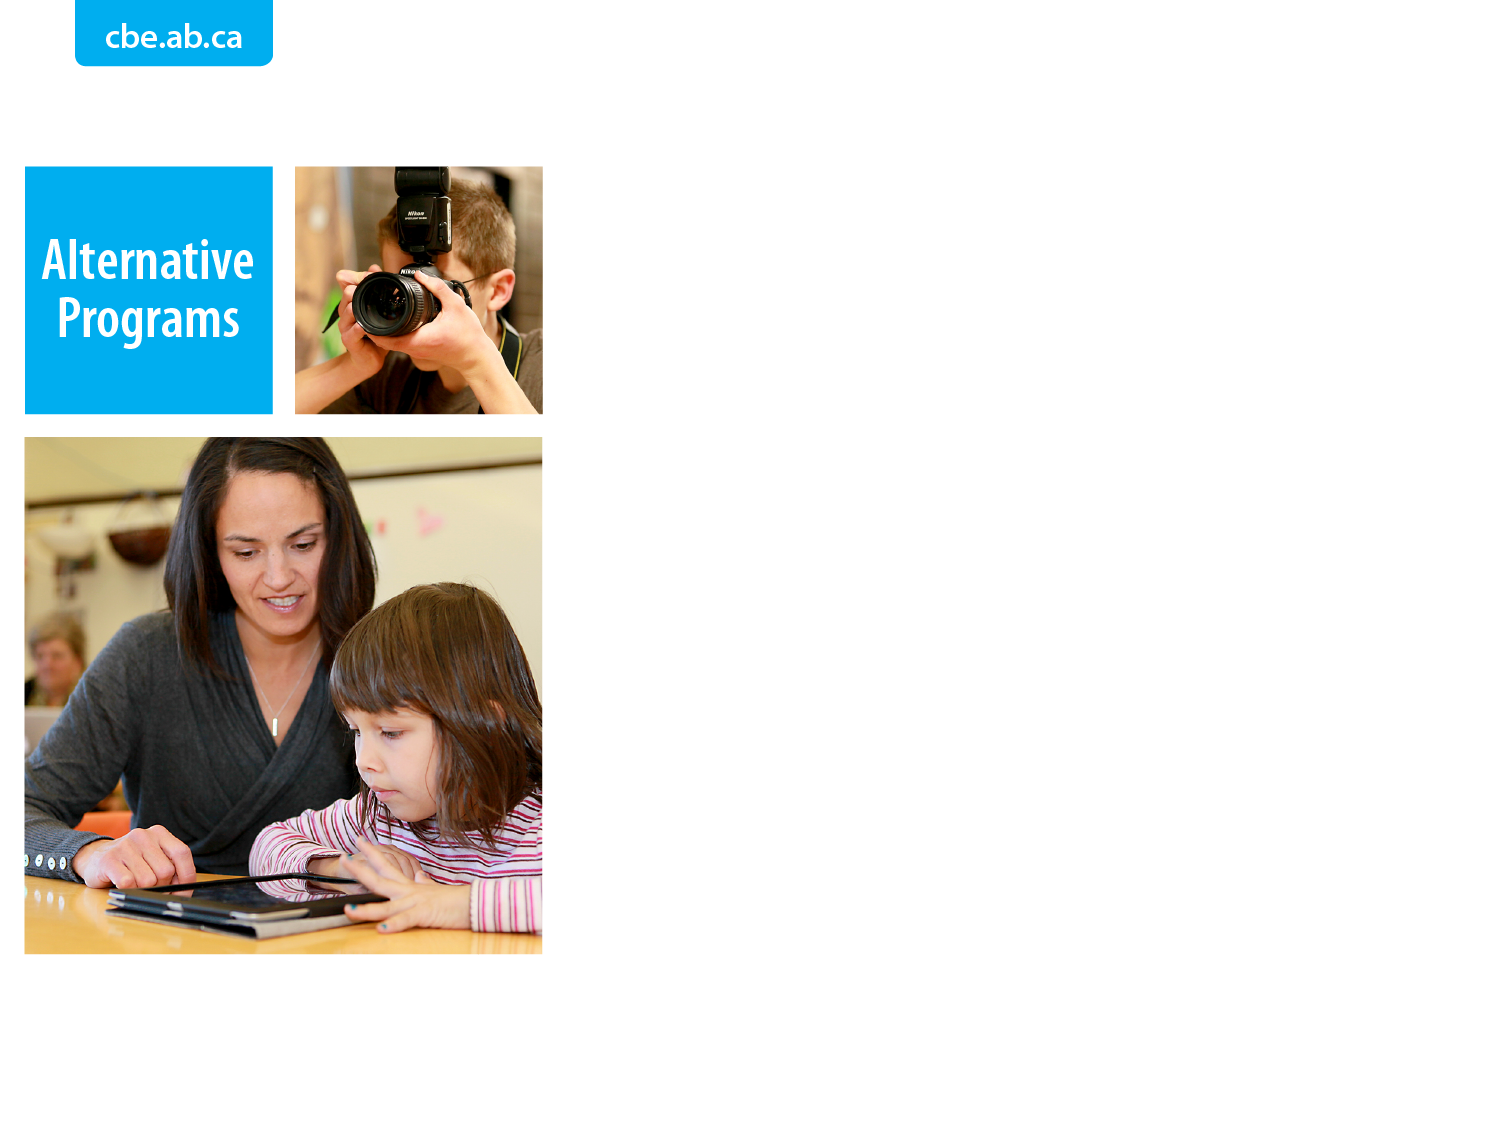 cbe.ab.ca
Alternative
Programs
Nikon
Nikon